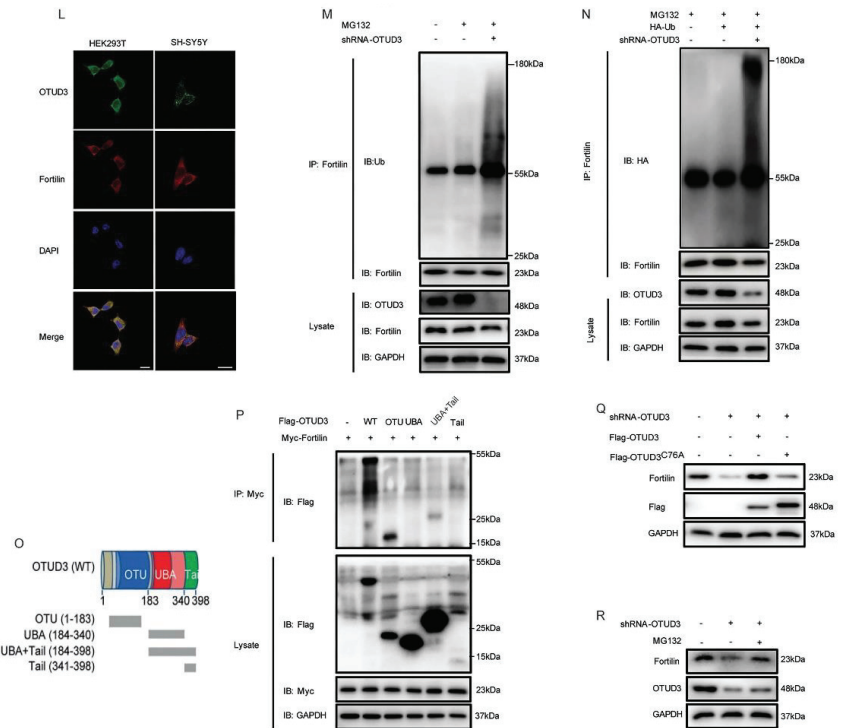 L
HEK293T SH-SY5Y
OTUD3
Fortilin
DAPI
Merge
M
MG132 - + +
shRNA-OTUD3 - - +
180kDa
IP: Fortilin
IB:Ub
55kDa
25kDa
IB: Fortilin 23kDa
IB: OTUD3 48kDa
Lysate
IB: Fortilin 23kDa
IB: GAPDH 37kDa
N
MG132 + + +
HA-Ub - + +
shRNA-OTUD3 - - +
180kDa
IP: Fortilin
IB: HA
55kDa
25kDa
IB: Fortilin 23kDa
IB: OTUD3 48kDa
Lysate
IB: Fortilin 23kDa
IB: GAPDH 37kDa
O
OTUD3 (WT)
OTU UBA Tail
1 183 340 398
OTU (1-183)
UBA (184-340)
UBA+Tail (184-398)
Tail (341-398)
P
Flag-OTUD3 - WT OTU UBA UBA+Tail Tail
Myc-Fortilin + + + + + +
55kDa
IP: Myc
IB: Flag
25kDa
15kDa
55kDa
IB: Flag
25kDa
Lysate
15kDa
IB: Myc 23kDa
IB: GAPDH 37kDa
Q
shRNA-OTUD3 - + + +
Flag-OTUD3 - - + -
Flag-OTUD3C76A - - - +
Fortilin 23kDa
Flag 48kDa
GAPDH 37kDa
R
shRNA-OTUD3 - + +
MG132 - - +
Fortilin 23kDa
OTUD3 48kDa
GAPDH 37kDa